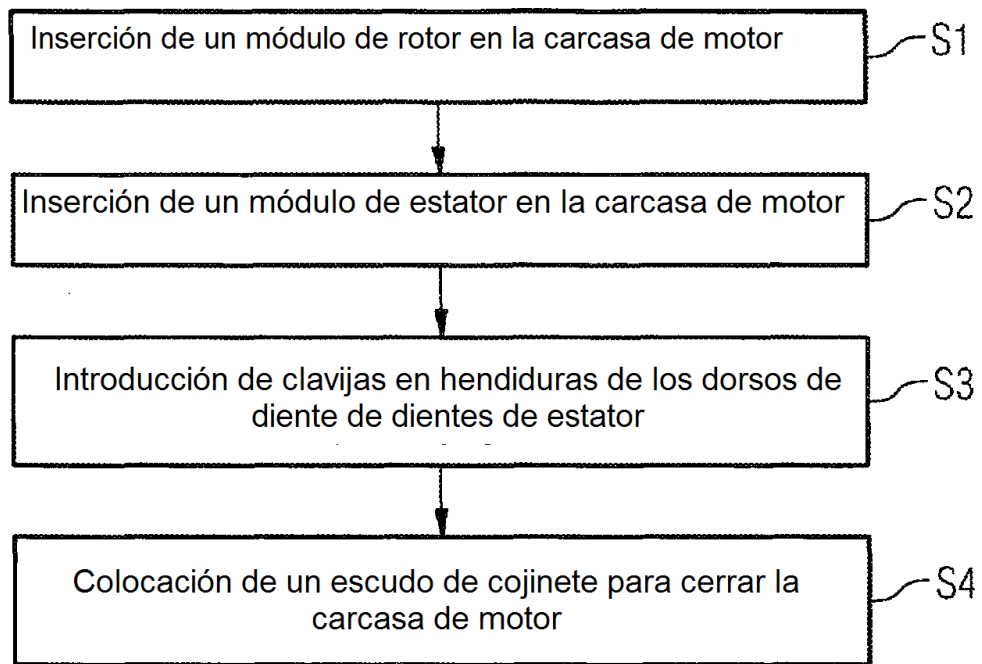 Inserción de un módulo de rotor en la carcasa de motor
S1
Inserción de un módulo de estator en la carcasa de motor
S2
Introducción de clavijas en hendiduras de los dorsos de
diente de dientes de estator
S3
Colocación de un escudo de cojinete para cerrar la
carcasa de motor
S4